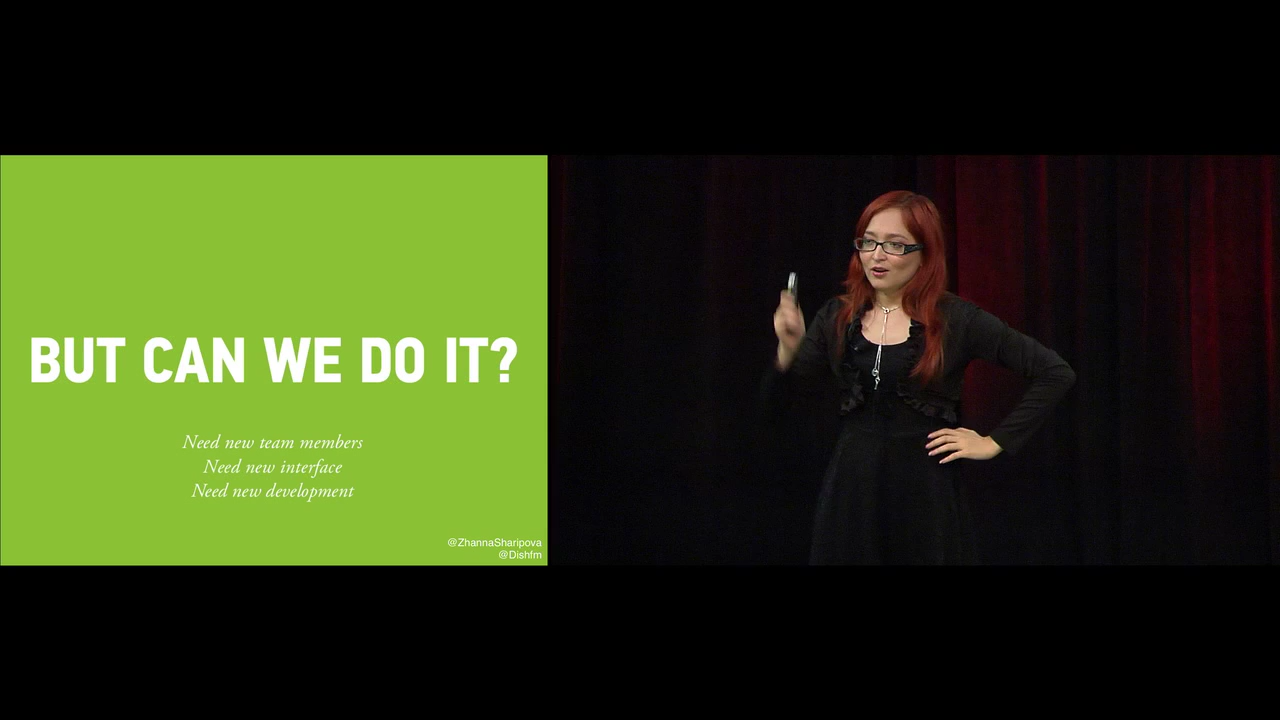 BUT CAN WE DO IT?
Need new team members
Need new interface
Need new development
@ZhannaSharipova
@Dishfm